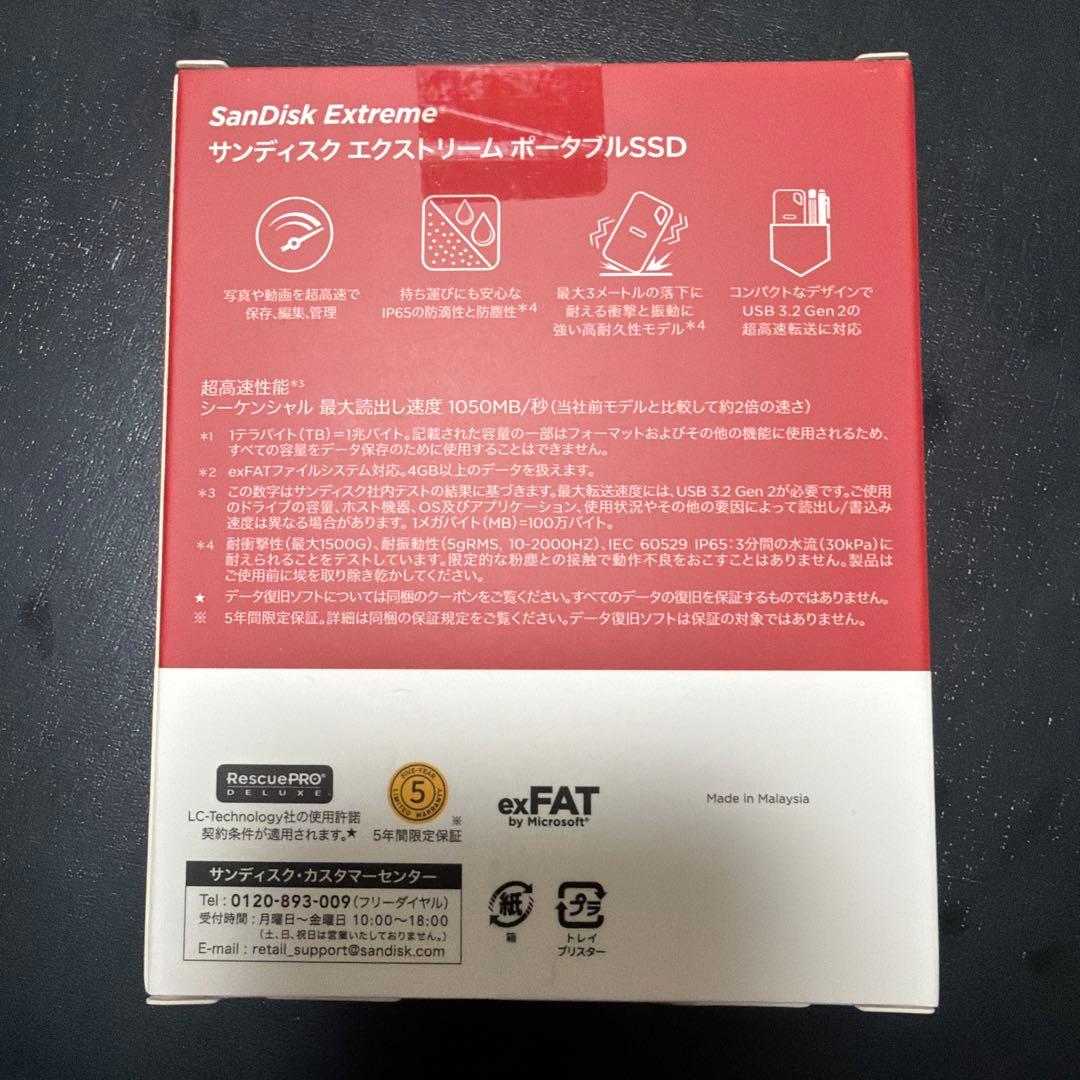 SanDisk Extreme®
サンディスク エクストリーム ポータブルSSD
写真や動画を超高速で
保存、編集、管理
持ち運びにも安心な
IP65の防滴性と防塵性*4
最大3メートルの落下に
耐える衝撃と振動に
強い高耐久性モデル*4
コンパクトなデザインで
USB 3.2 Gen 2の
超高速転送に対応
超高速性能*3
シーケンシャル 最大読出し速度 1050MB/秒(当社前モデルと比較して約2倍の速さ)
*1 1テラバイト(TB)=1兆バイト。記載された容量の一部はフォーマットおよびその他の機能に使用されるため、
すべての容量をデータ保存のために使用することはできません。
*2 exFATファイルシステム対応。4GB以上のデータを扱えます。
*3 この数字はサンディスク社内テストの結果に基づきます。最大転送速度には、USB 3.2 Gen 2が必要です。ご使用
のドライブの容量、ホスト機器、OS及びアプリケーション、使用状況やその他の要因によって読出し/書込み
速度は異なる場合があります。1メガバイト(MB)=100万バイト。
*4 耐衝撃性(最大1500G)、耐振動性(5gRMS, 10-2000HZ)、IEC 60529 IP65:3分間の水流(30kPa)に
耐えられることをテストしています。限定的な粉塵との接触で動作不良をおこすことはありません。製品は
ご使用前に埃を取り除き乾かしてください。
★ データ復旧ソフトについては同梱のクーポンをご覧ください。すべてのデータの復旧を保証するものではありません。
※ 5年間限定保証。詳細は同梱の保証規定をご覧ください。データ復旧ソフトは保証の対象ではありません。
RescuePRO®
DELUXE
LC-Technology社の使用許諾
契約条件が適用されます。★
FIVE-YEAR
5
LIMITED WARRANTY
※
5年間限定保証
exFAT
by Microsoft®
Made in Malaysia
サンディスク・カスタマーセンター
Tel : 0120-893-009(フリーダイヤル)
受付時間 : 月曜日~金曜日 10:00~18:00
(土、日、祝日は営業いたしておりません。)
E-mail : retail_support@sandisk.com
紙
箱
プラ
トレイ
ブリスター